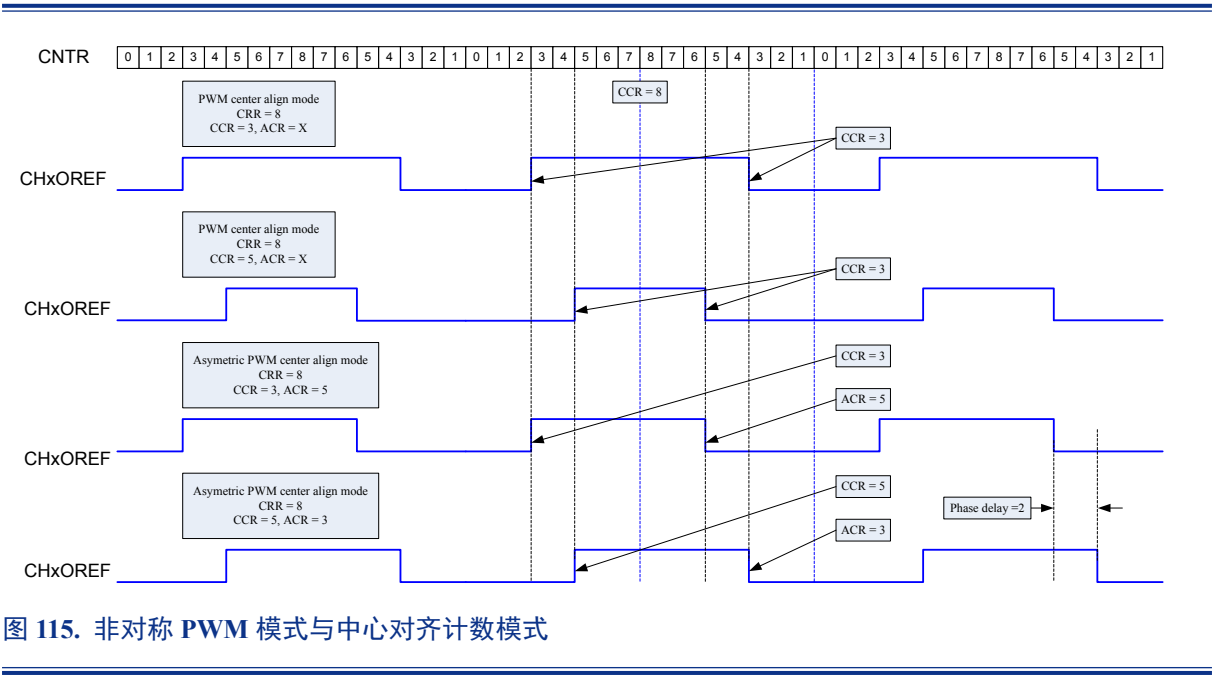 CNTR 0 1 2 3 4 5 6 7 8 7 6 5 4 3 2 1 0 1 2 3 4 5 6 7 8 7 6 5 4 3 2 1 0 1 2 3 4 5 6 7 8 7 6 5 4 3 2 1
PWM center align mode
CRR = 8
CCR = 3, ACR = X
CCR = 8
CCR = 3
CHxOREF
PWM center align mode
CRR = 8
CCR = 5, ACR = X
CCR = 3
CHxOREF
Asymetric PWM center align mode
CRR = 8
CCR = 3, ACR = 5
CCR = 3
ACR = 5
CHxOREF
Asymetric PWM center align mode
CRR = 8
CCR = 5, ACR = 3
CCR = 5
ACR = 3
Phase delay =2
CHxOREF
图 115. 非对称 PWM 模式与中心对齐计数模式